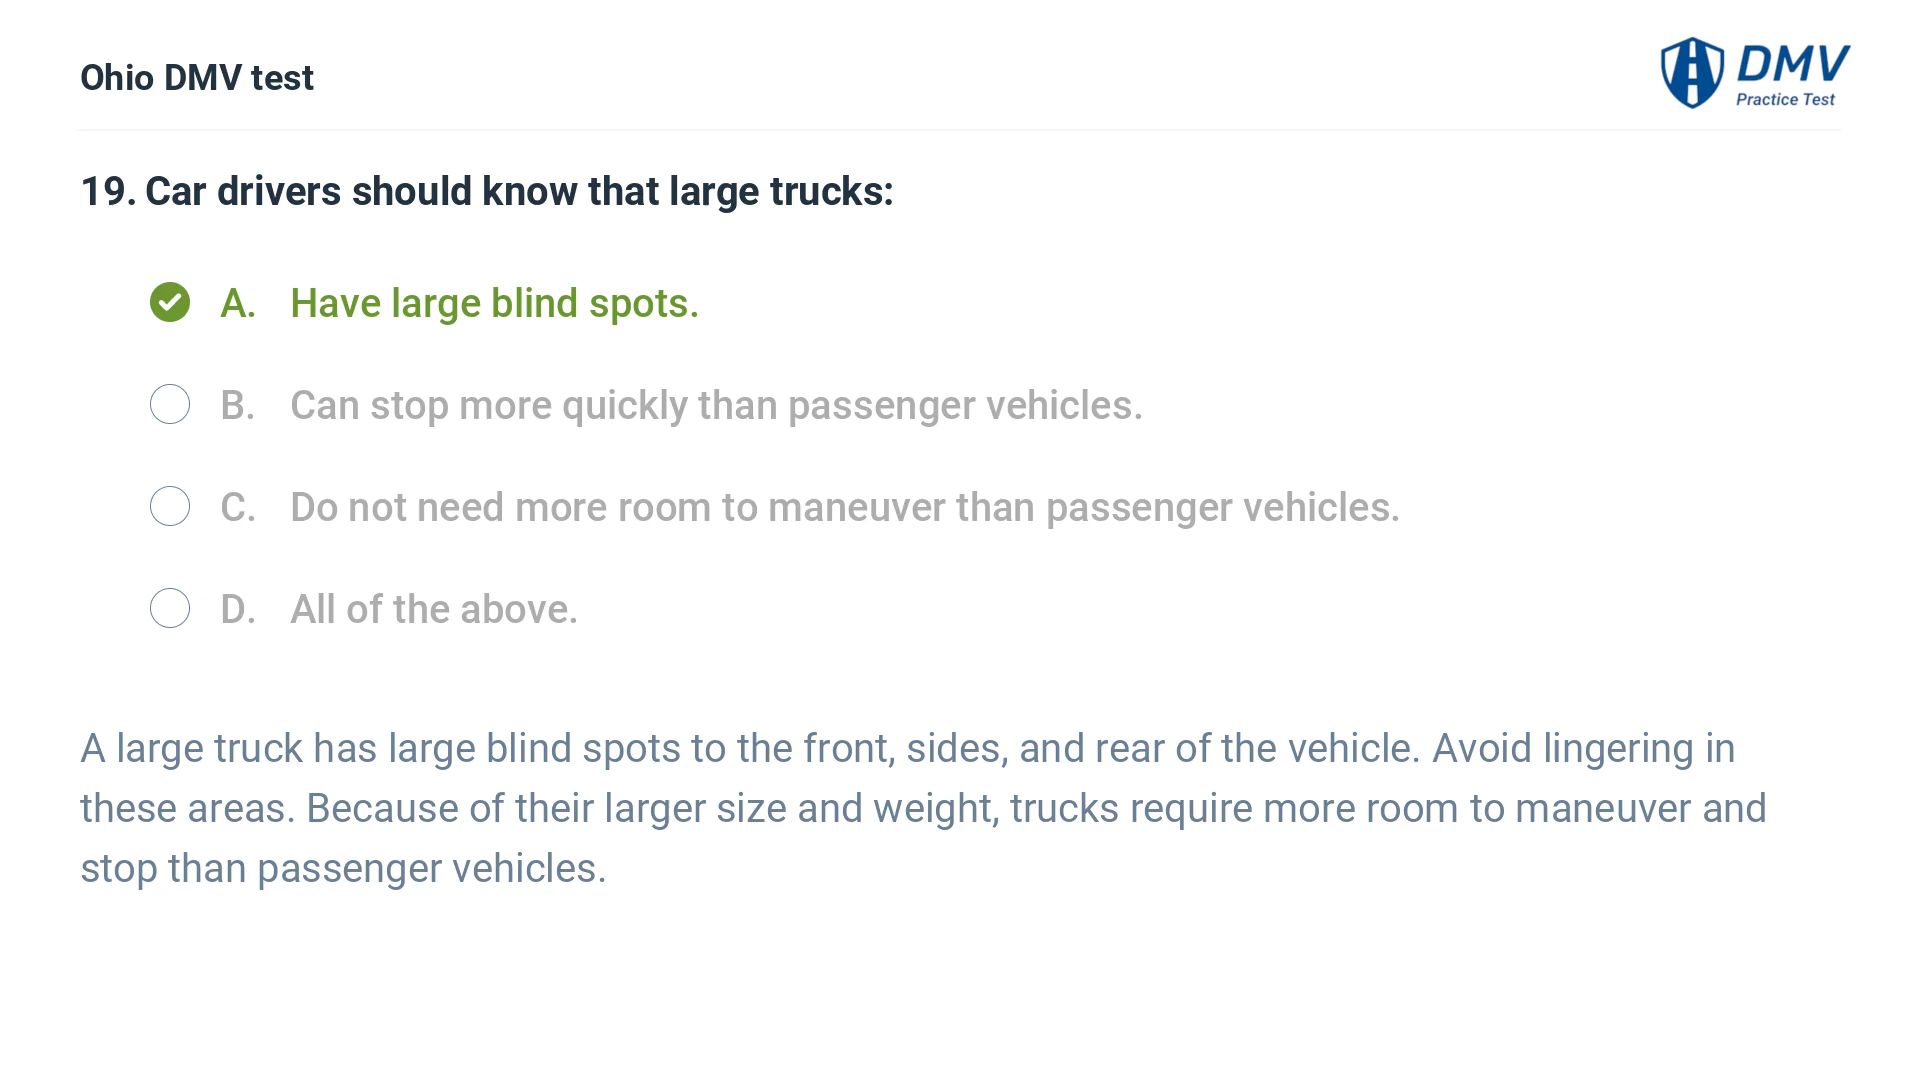 Ohio DMV test
DMV
Practice Test
19. Car drivers should know that large trucks:
A. Have large blind spots.
B. Can stop more quickly than passenger vehicles.
C. Do not need more room to maneuver than passenger vehicles.
D. All of the above.
A large truck has large blind spots to the front, sides, and rear of the vehicle. Avoid lingering in
these areas. Because of their larger size and weight, trucks require more room to maneuver and
stop than passenger vehicles.